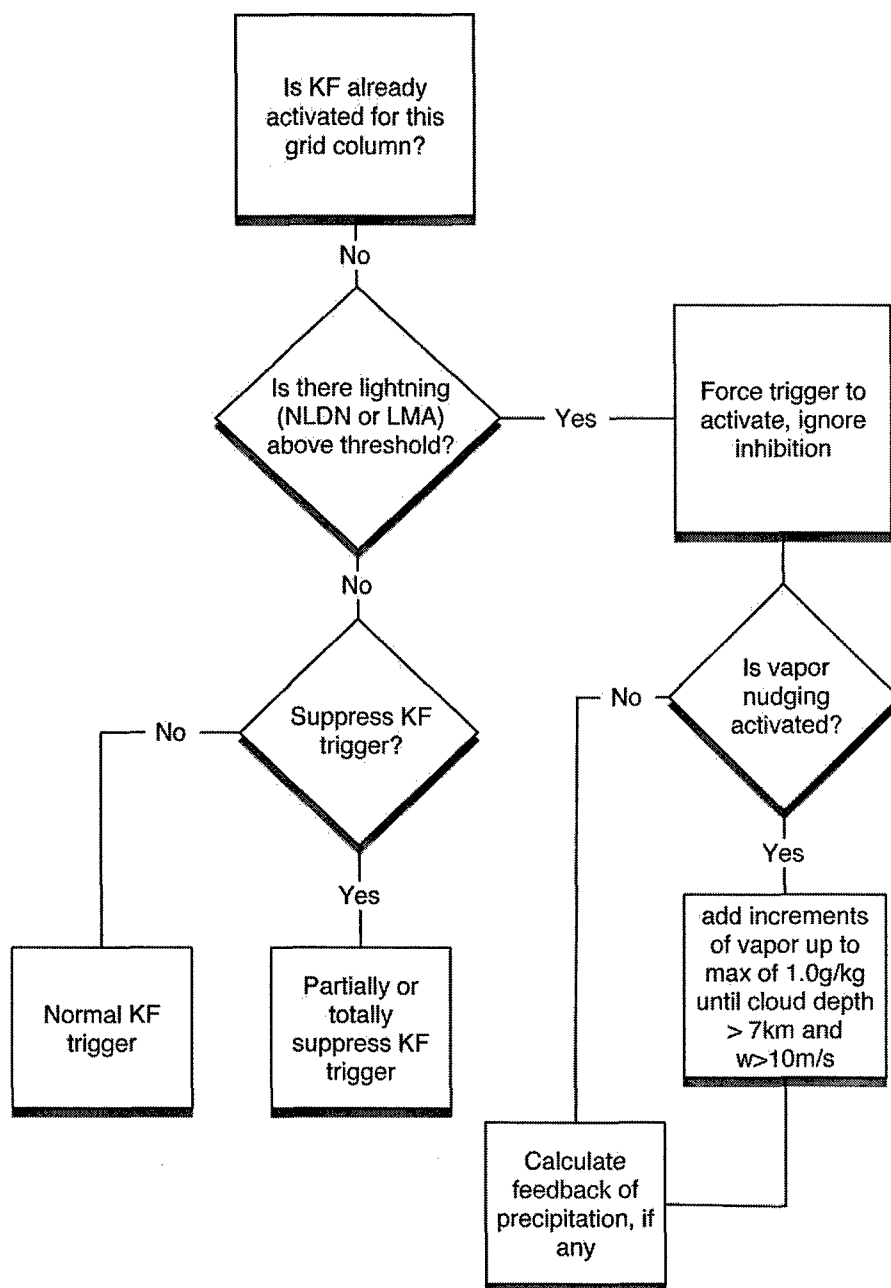 Is KF already
activated for this
grid column?
No
Is there lightning
(NLDN or LMA)
above threshold?
Yes
Force trigger to
activate, ignore
inhibition
No
Suppress KF
trigger?
No
Yes
Normal KF
trigger
Partially or
totally
suppress KF
trigger
Is vapor
nudging
activated?
No
Yes
add increments
of vapor up to
max of 1.0g/kg
until cloud depth
> 7km and
w>10m/s
Calculate
feedback of
precipitation, if
any